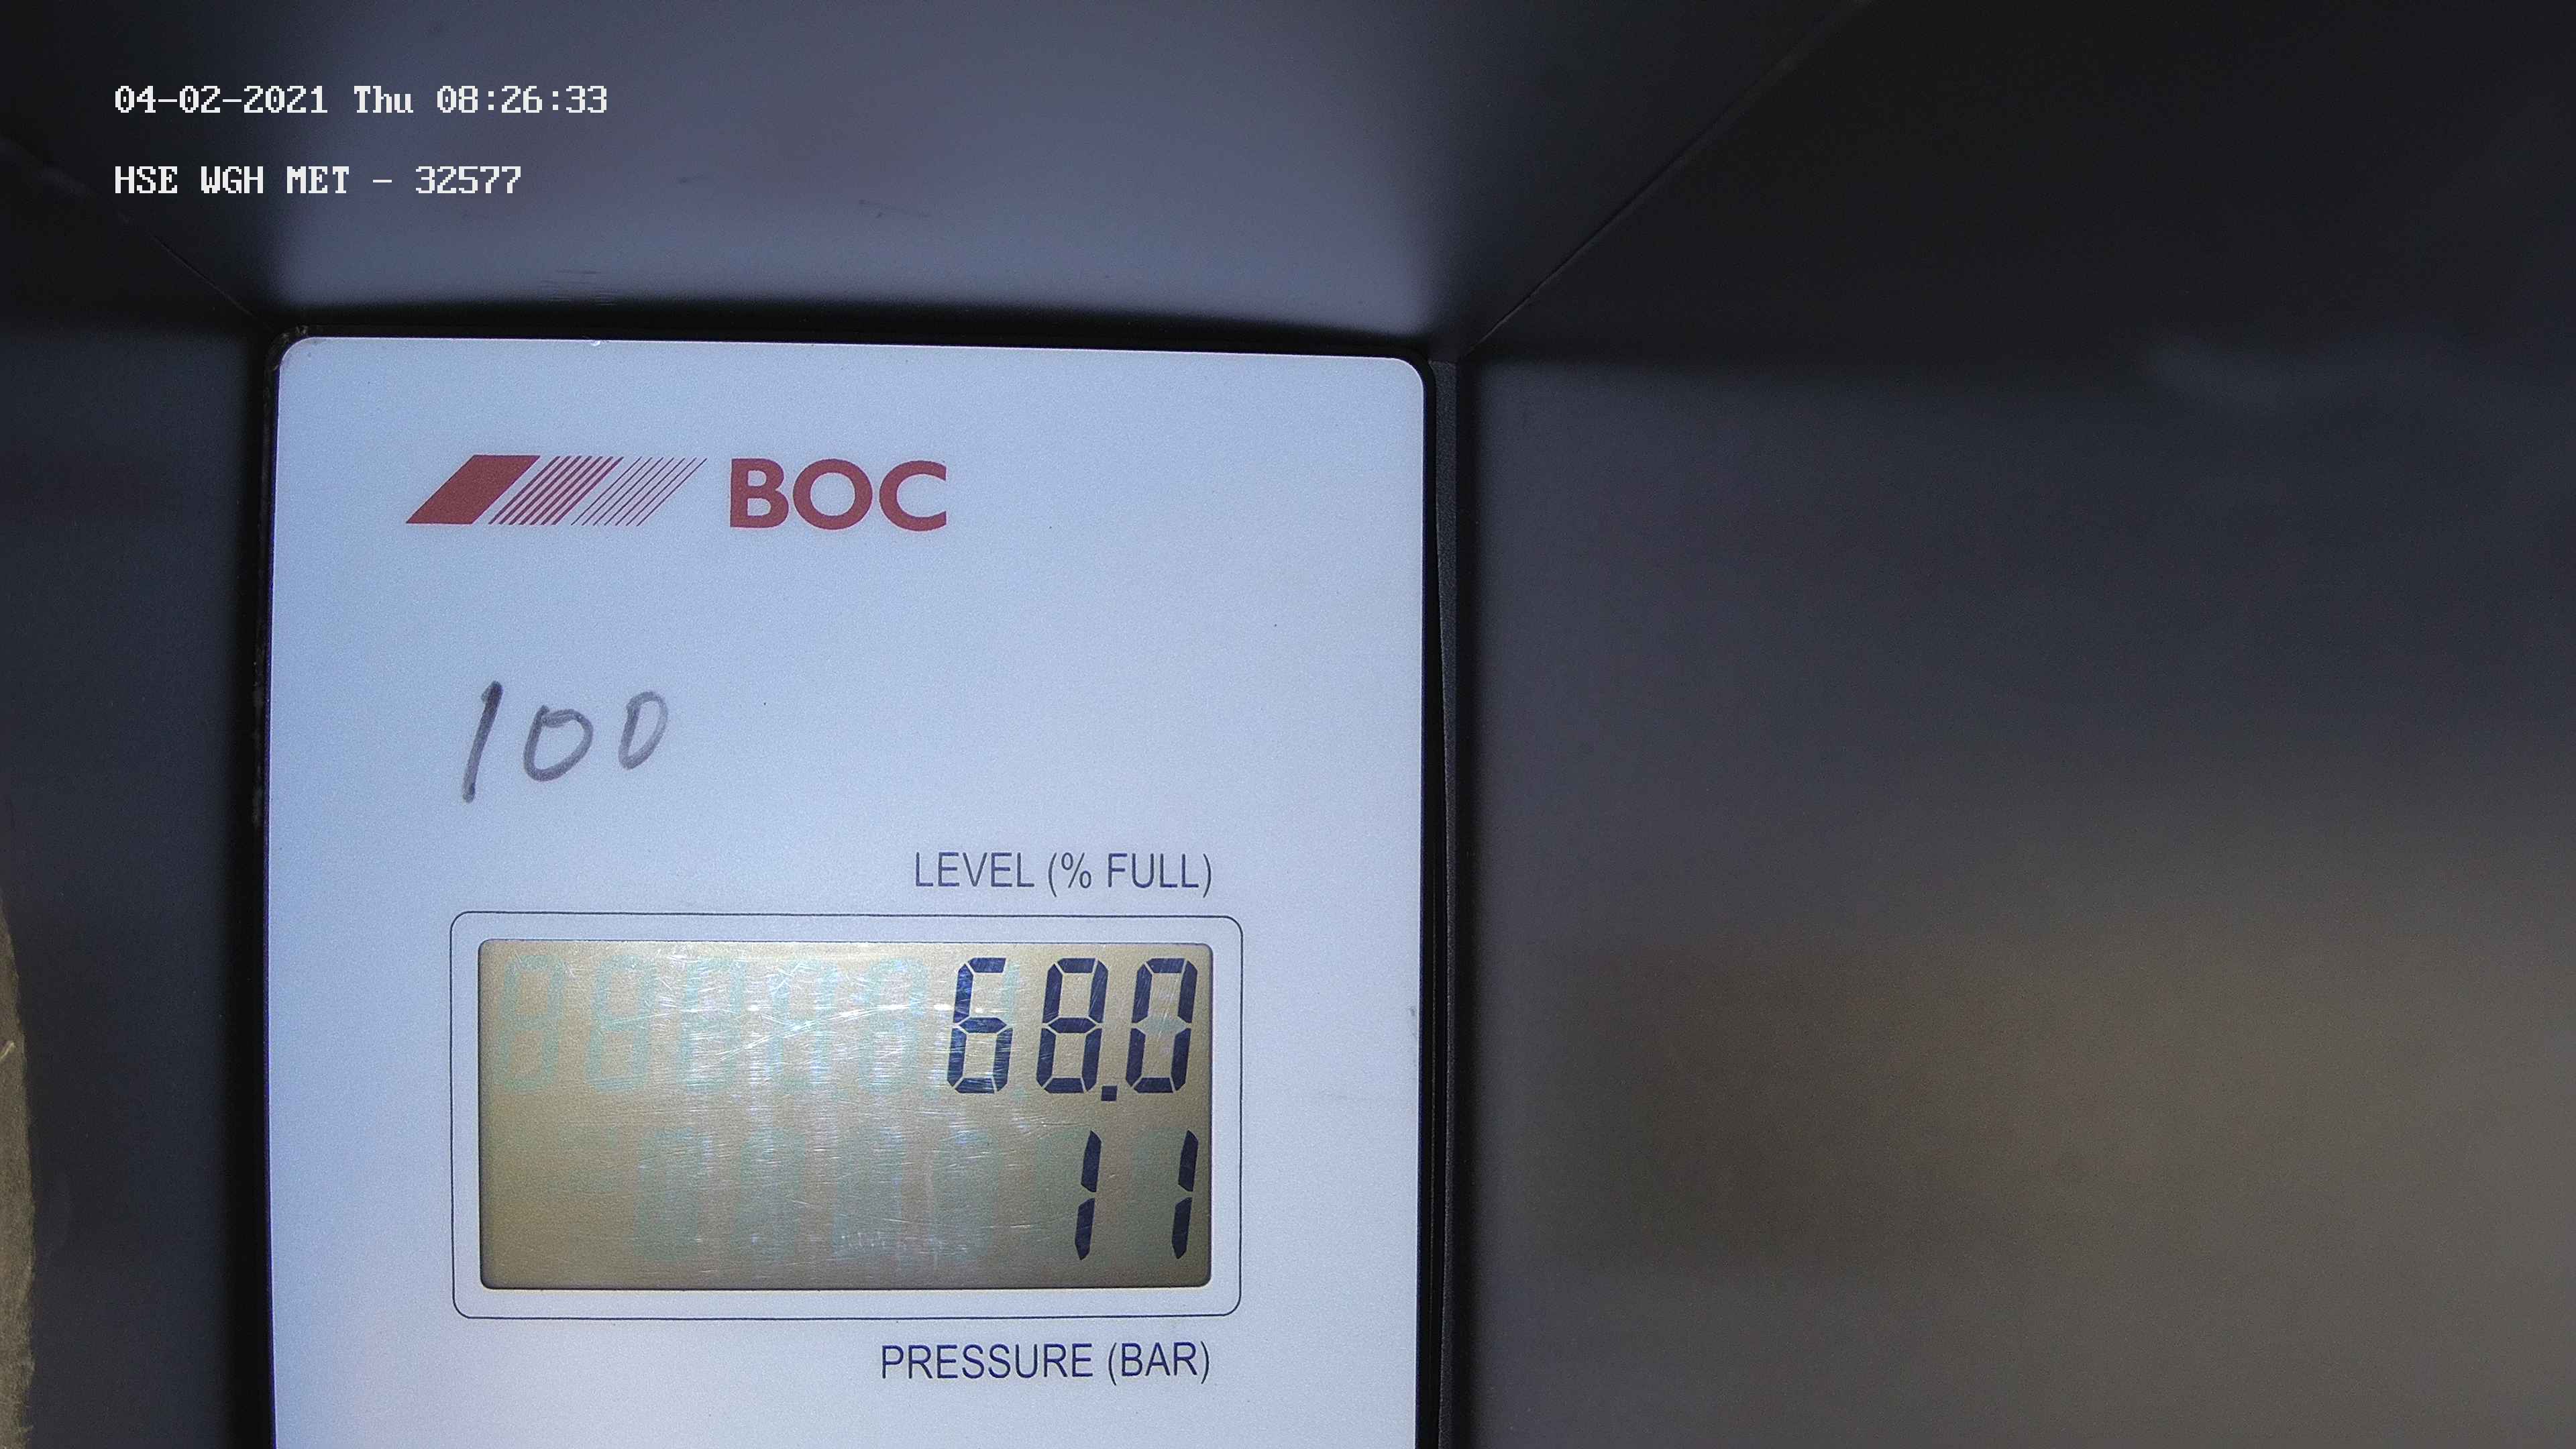 04-02-2021 Thu 08:26:33
HSE WGH MET - 32577
BOC
100
LEVEL (% FULL)
68.0
11
PRESSURE (BAR)